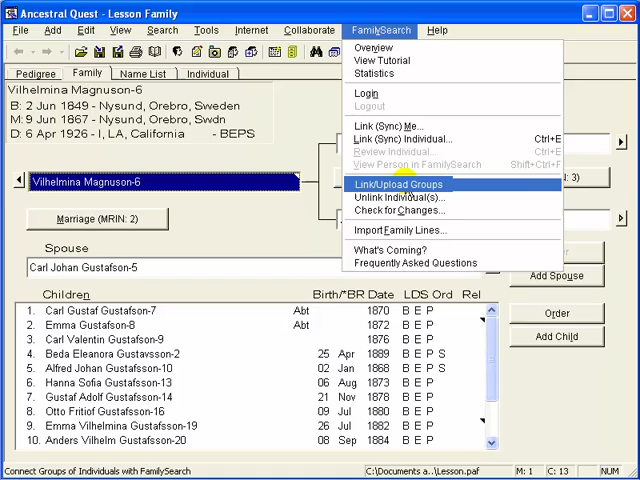 Ancestral Quest - Lesson Family
File Edit View Search Tools Internet Collaborate FamilySearch Help
Pedigree Family Name List Individual
Vilhelmina Magnuson-6
B: 2 Jun 1849 - Nysund, Orebro, Sweden
M: 9 Jun 1867 - Nysund, Orebro, Swdn
D: 6 Apr 1926 - I, LA, California - BEPS
Overview
View Tutorial
Statistics
Login
Logout
Link (Sync) Me...
Link (Sync) Individual... Ctrl+E
Review Individual... Ctrl+E
View Person in FamilySearch Shift+Ctrl+F
Link/Upload Groups
Unlink Individual(s)...
Check for Changes...
Import Family Lines...
What's Coming?
Frequently Asked Questions
Vilhelmina Magnuson-6
: 3)
Marriage (MRIN: 2)
Spouse
Carl Johan Gustafson-5
Add Spouse
Children Birth/*BR Date LDS Ord Rel
1. Carl Gustaf Gustafson-7 Abt 1870 B E P
2. Emma Gustafson-8 Abt 1872 B E P
3. Carl Valentin Gustafson-9 1876 B E P
4. Beda Eleanora Gustavsson-2 25 Apr 1889 B E P S
5. Alfred Johan Gustafson-10 02 Jan 1868 B E P S
6. Hanna Sofia Gustafson-13 06 Aug 1873 B E P
7. Gustaf Adolf Gustafson-14 21 Nov 1878 B E P
8. Otto Fritiof Gustafson-16 09 Jul 1880 B E P
9. Emma Vilhelmina Gustafson-19 26 Jul 1882 B E P
10. Anders Vilhelm Gustafson-20 08 Sep 1884 B E P
Order
Add Child
Connect Groups of Individuals with FamilySearch C:\Documents a...\Lesson.paf M: 1 C: 13 NUM